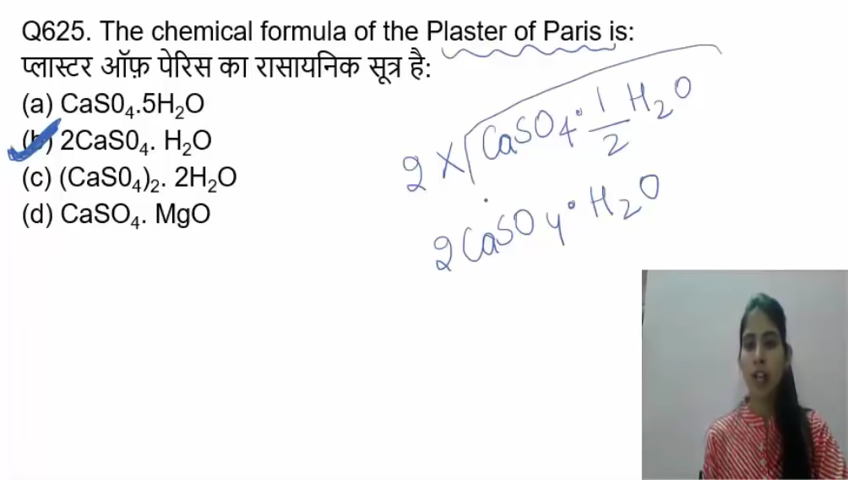 Q625. The chemical formula of the Plaster of Paris is:
प्लास्टर ऑफ़ पेरिस का रासायनिक सूत्र है:
(a) CaS0₄.5H₂O
(b) 2CaS0₄. H₂O
(c) (CaS0₄)₂. 2H₂O
(d) CaSO₄. MgO
2 × (CaSO₄·1/2 H₂O
2CaSO₄·H₂O